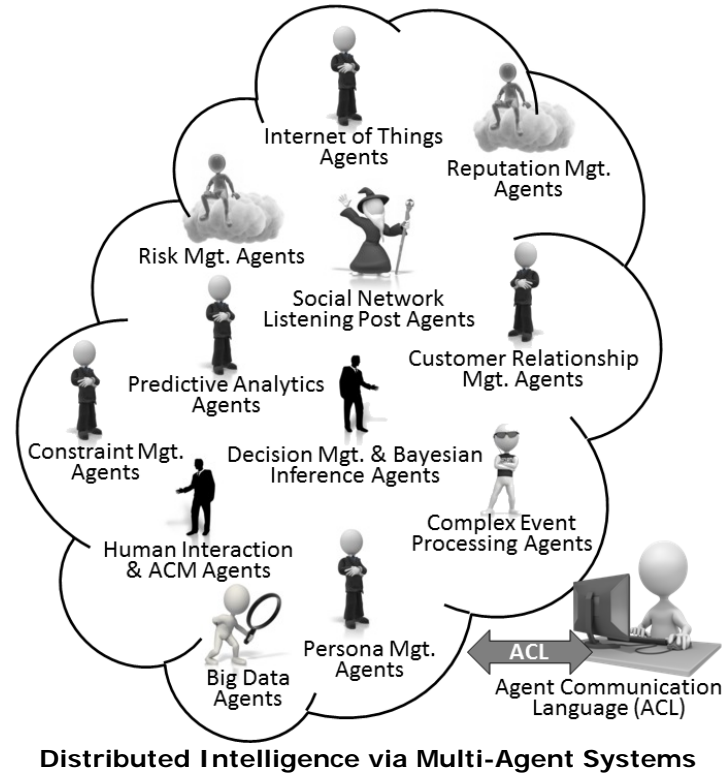 Internet of Things
Agents
Reputation Mgt.
Agents
Risk Mgt. Agents
Social Network
Listening Post Agents
Customer Relationship
Mgt. Agents
Predictive Analytics
Agents
Constraint Mgt.
Agents
Decision Mgt. & Bayesian
Inference Agents
Complex Event
Processing Agents
Human Interaction
& ACM Agents
Persona Mgt.
Agents
Big Data
Agents
ACL
Agent Communication
Language (ACL)
Distributed Intelligence via Multi-Agent Systems